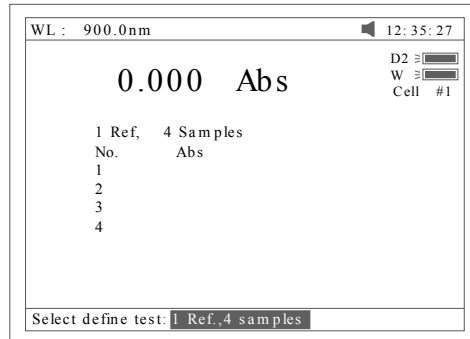 WL : 900.0nm 12:35:27
D2
0.000 Abs
W
Cell #1
1 Ref, 4 Samples
No. Abs
1
2
3
4
Select define test: 1 Ref.,4 samples